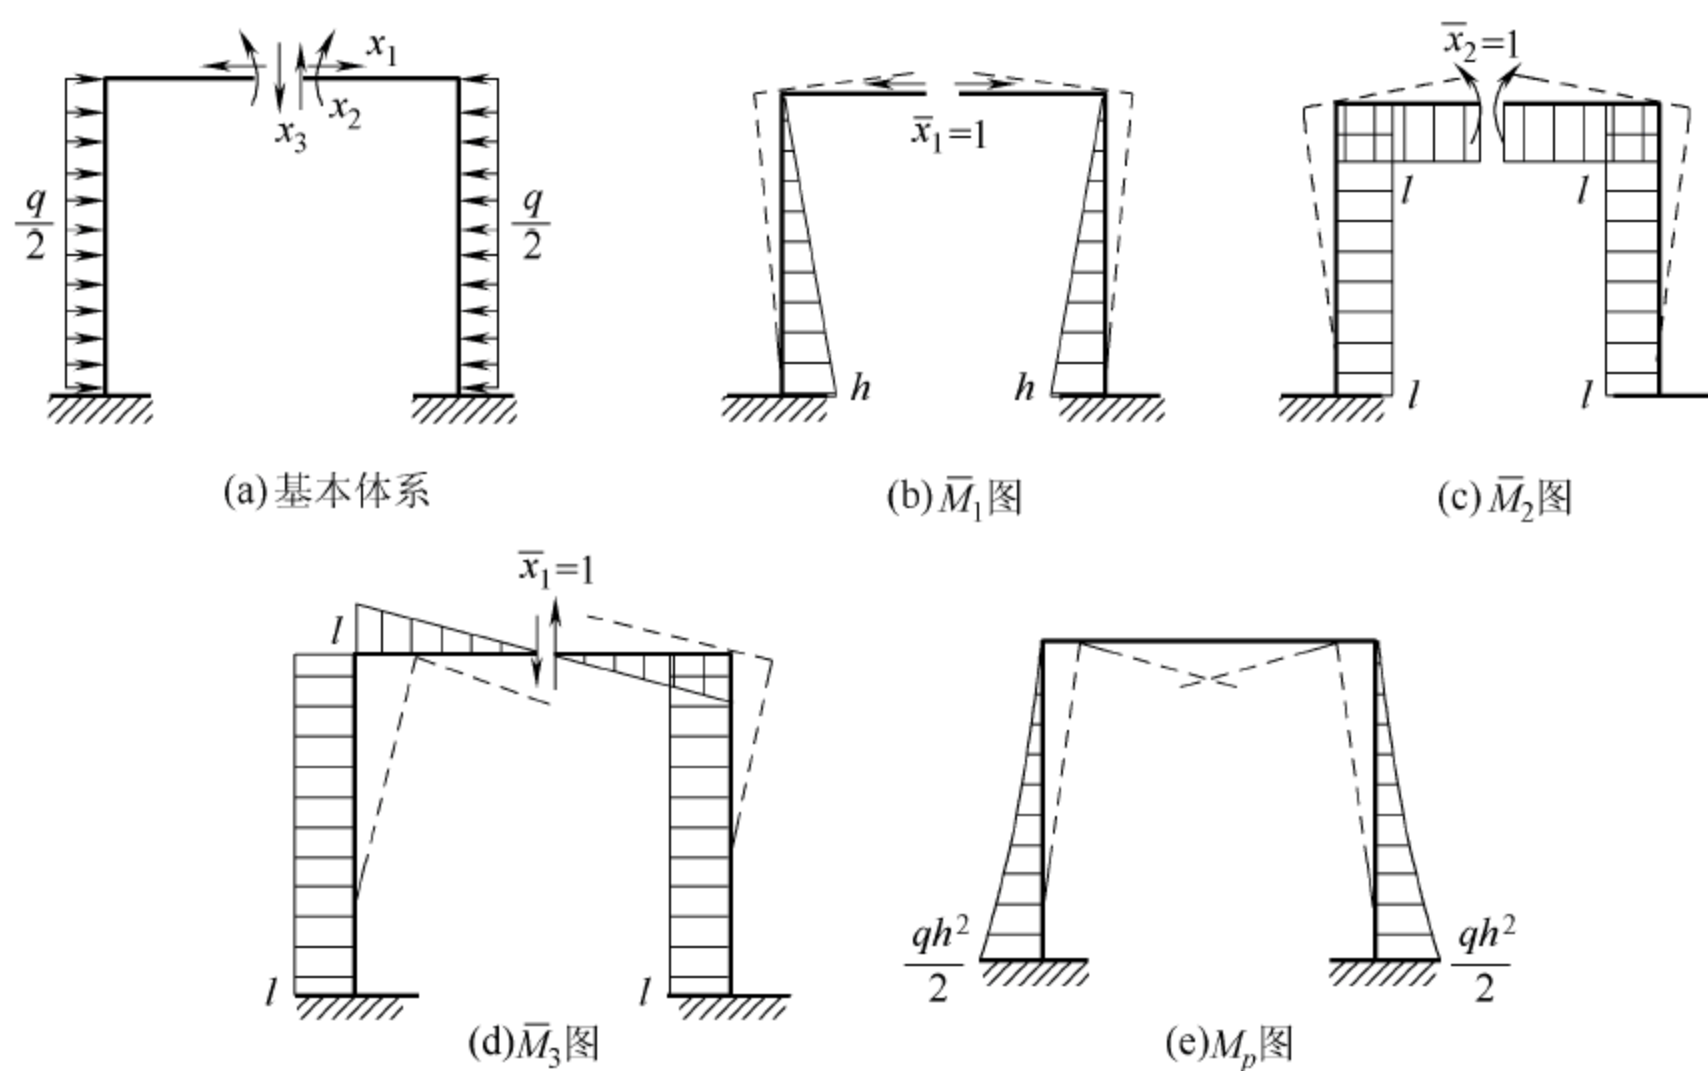 x₁
x₂
x₃
q/2
q/2
(a) 基本体系
x̄₁=1
h
h
(b) M̄₁图
x̄₂=1
l
l
l
l
(c) M̄₂图
x̄₁=1
l
l
l
(d) M̄₃图
qh²/2
qh²/2
(e) Mₚ图